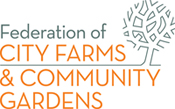 Federation of
CITY FARMS
& COMMUNITY
GARDENS